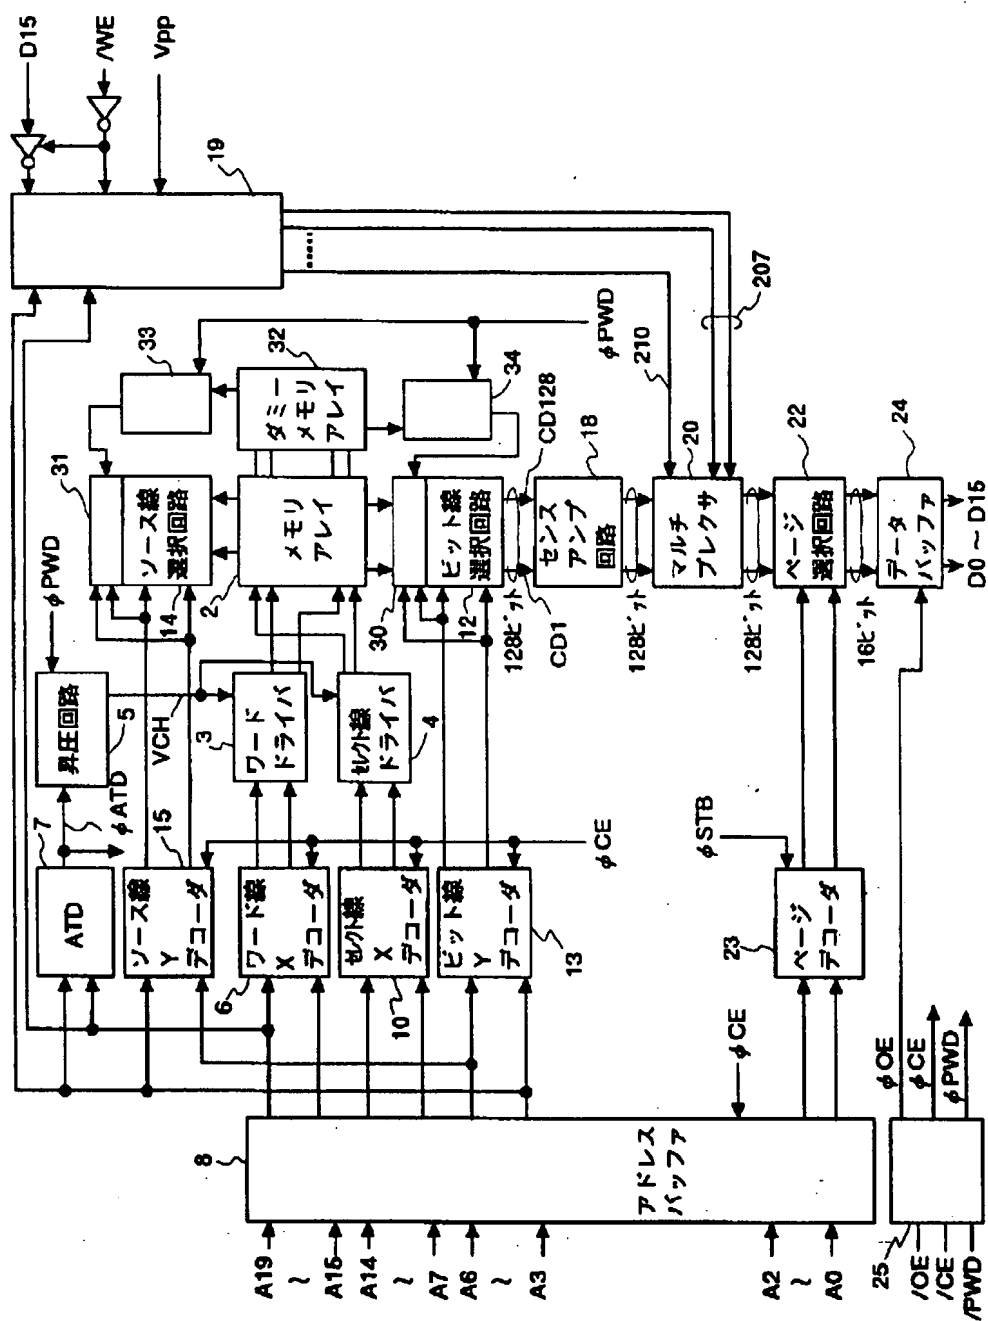 D15
/WE
Vpp
19
33
32
34
φPWD
210
207
31
ソース線
選択回路
14
φPWD
ダミー
メモリ
アレイ
メモリ
アレイ
2
30
ビット線
選択回路
12
CD128
128ビット
CD1
センス
アンプ
回路
18
128ビット
マルチ
プレクサ
20
128ビット
ページ
選択回路
22
16ビット
データ
バッファ
24
D0～D15
昇圧回路
5
VCH
ワード
ドライバ
3
セレクト線
ドライバ
4
φATD
7
ATD
15
ソース線
Y
デコーダ
ワード線
X
デコーダ
6
セレクト線
X
デコーダ
10
ビット線
Y
デコーダ
13
φCE
φSTB
ページ
デコーダ
23
φCE
φOE
φCE
φPWD
8
アドレス
バッファ
25
A19
～
A15
A14
～
A7
A6
～
A3
A2
～
A0
/OE
/CE
/PWD